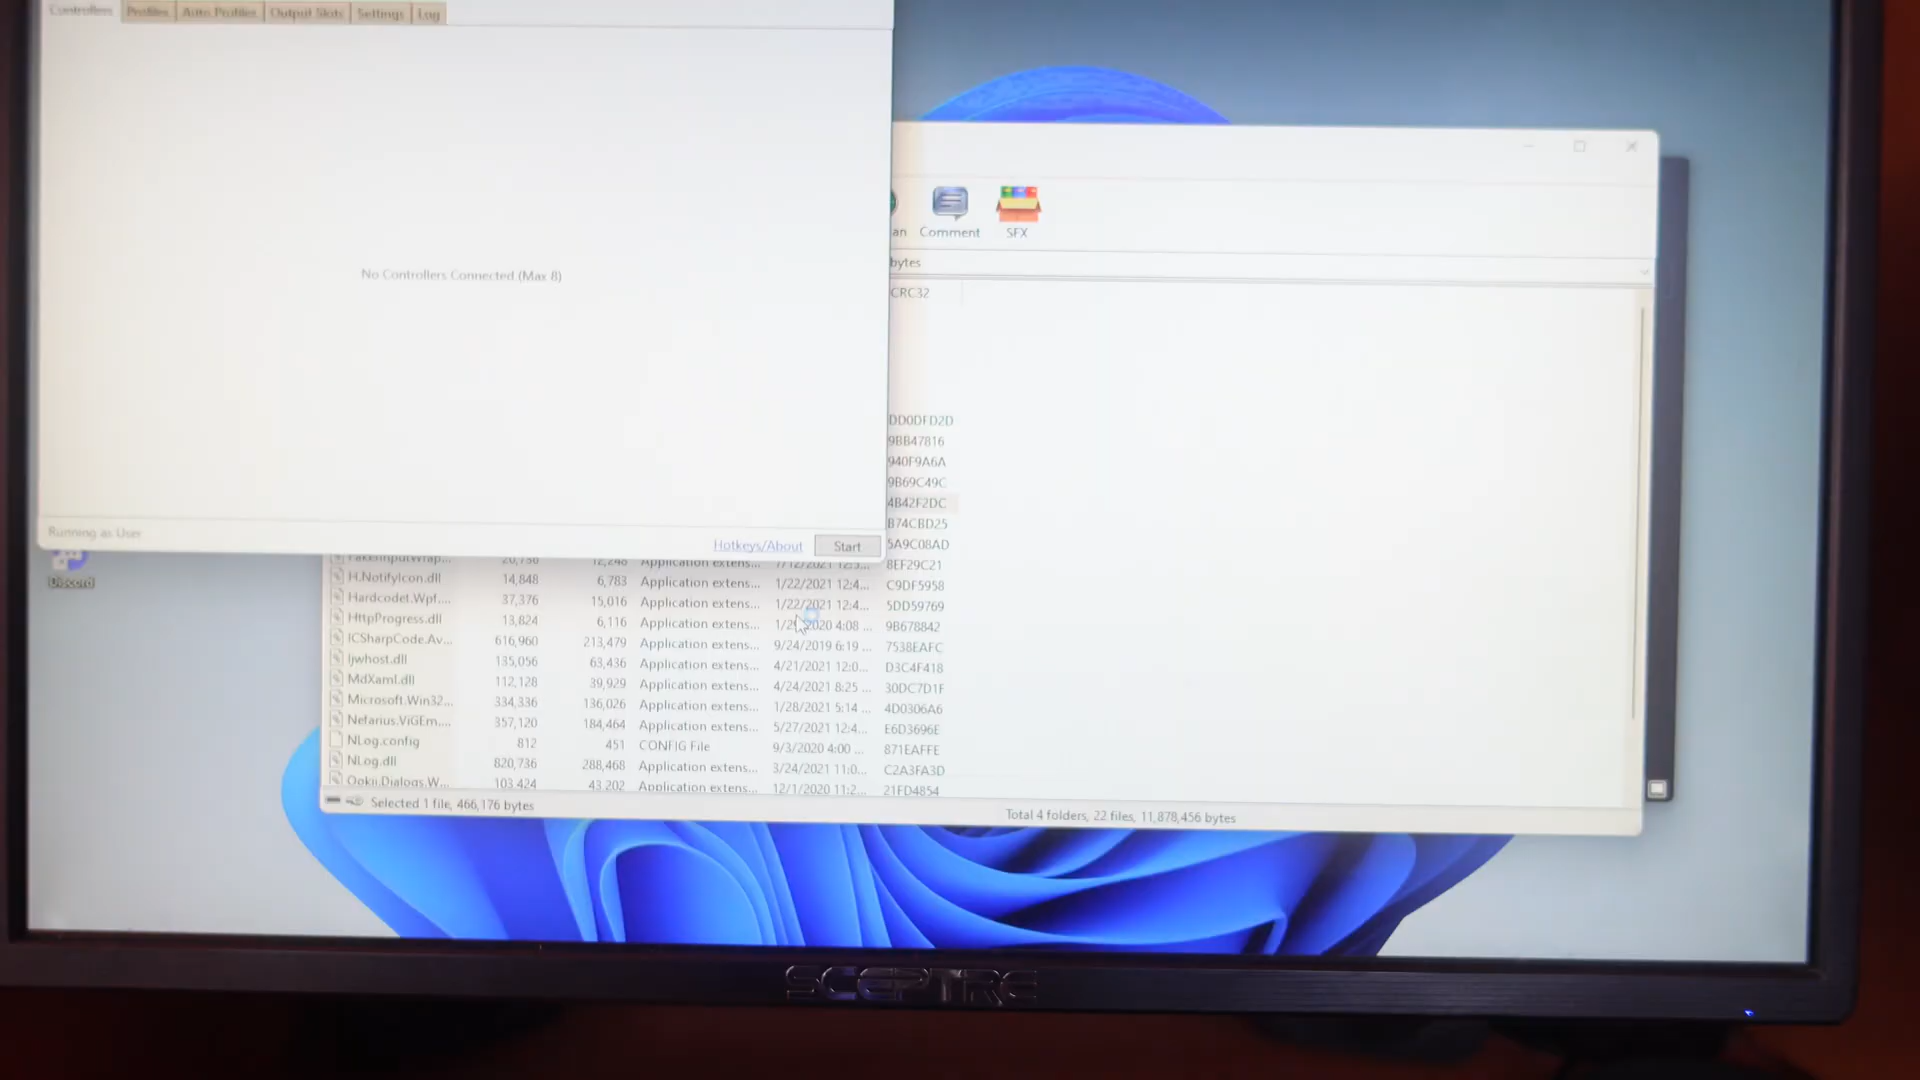 Controllers Profiles Auto Profiles Output Slots Settings Log
No Controllers Connected (Max 8)
Running as User
Hotkeys/About Start
an Comment SFX
bytes
CRC32
DD0DFD2D
9BB47816
940F9A6A
9B69C49C
4B42F2DC
B74CBD25
5A9C08AD
8EF29C21
H.NotifyIcon.dll 14,848 6,783 Application extens... 1/22/2021 12:4... C9DF5958
Hardcodet.Wpf.... 37,376 15,016 Application extens... 1/22/2021 12:4... 5DD59769
HttpProgress.dll 13,824 6,116 Application extens... 2020 4:08 ... 9B678842
ICSharpCode.Av... 616,960 213,479 Application extens... 9/24/2019 6:19 ... 7538EAFC
Ijwhost.dll 135,056 63,436 Application extens... 4/21/2021 12:0... D3C4F418
MdXaml.dll 112,128 39,929 Application extens... 4/24/2021 8:25 ... 30DC7D1F
Microsoft.Win32... 334,336 136,026 Application extens... 1/28/2021 5:14 ... 4D0306A6
Nefarius.ViGEm.... 357,120 184,464 Application extens... 5/27/2021 12:4... E6D3696E
NLog.config 812 451 CONFIG File 9/3/2020 4:00 ... 871EAFFE
NLog.dll 820,736 288,468 Application extens... 3/24/2021 11:0... C2A3FA3D
Ookii.Dialogs.W... 103,424 43,202 Application extens... 12/1/2020 11:2... 21FD4854
Selected 1 file, 466,176 bytes
Total 4 folders, 22 files, 11,878,456 bytes
Discord
SCEPTRE